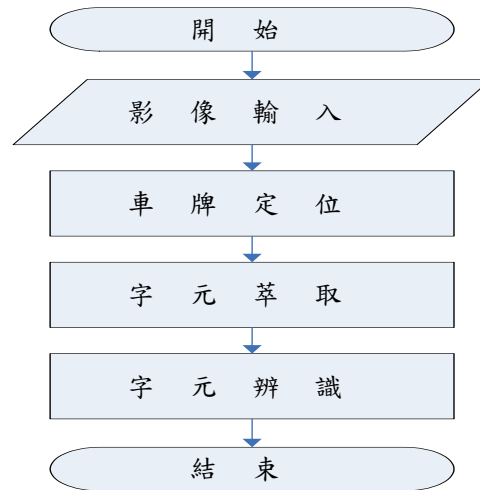 開始
影像輸入
車牌定位
字元萃取
字元辨識
結束